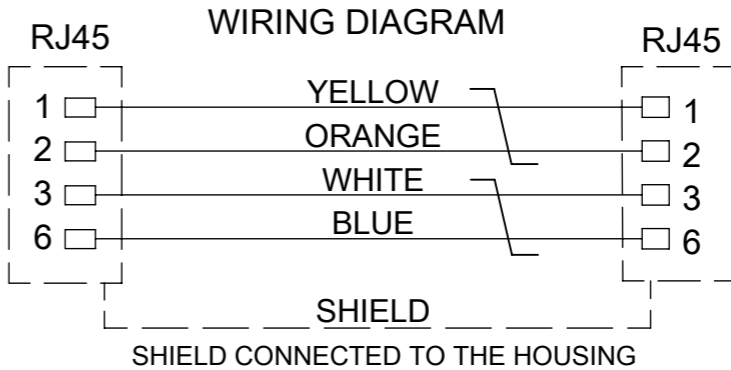 WIRING DIAGRAM
RJ45 RJ45
1 YELLOW 1
2 ORANGE 2
3 WHITE 3
6 BLUE 6
SHIELD
SHIELD CONNECTED TO THE HOUSING